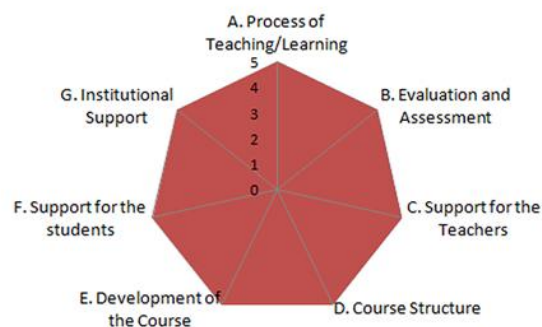 A. Process of
Teaching/Learning
5
4
3
2
1
0
B. Evaluation and
Assessment
C. Support for the
Teachers
D. Course Structure
E. Development of
the Course
F. Support for the
students
G. Institutional
Support